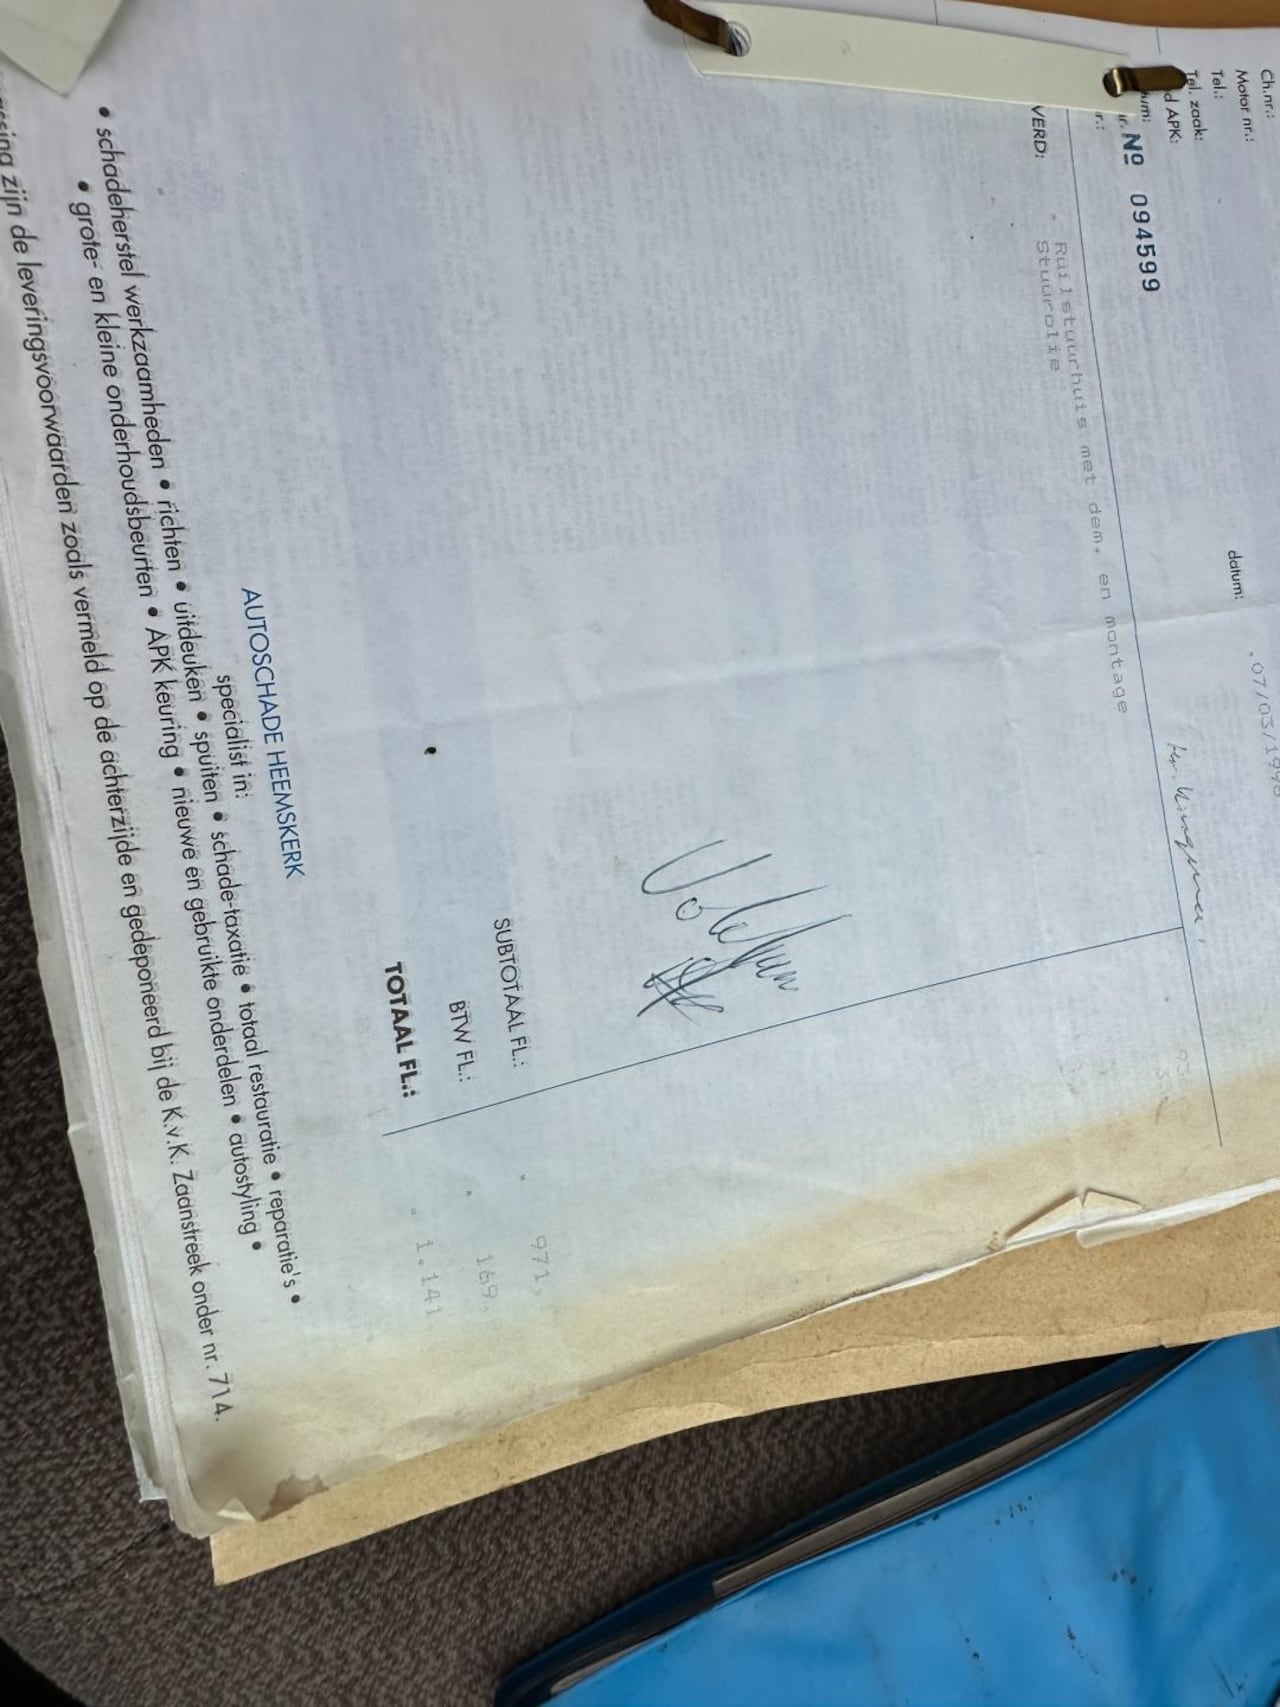 Ch.nr.:
Motor nr.:
Tel.:
Tel. zaak:
d APK:
datum:
07/03/199
Nº 094599
VERD:
Ruilstuurhuis met dem. en montage
Stuurolie
Voldaan
SUBTOTAAL FL.: 971,
BTW FL.: 169,
TOTAAL FL.: 1.141
AUTOSCHADE HEEMSKERK
specialist in:
• schadeherstel werkzaamheden • richten • uitdeuken • spuiten • schade-taxatie • totaal restauratie • reparatie's •
• grote- en kleine onderhoudsbeurten • APK keuring • nieuwe en gebruikte onderdelen • autostyling •
zijn de leveringsvoorwaarden zoals vermeld op de achterzijde en gedeponeerd bij de K.v.K. Zaanstreek onder nr. 714.